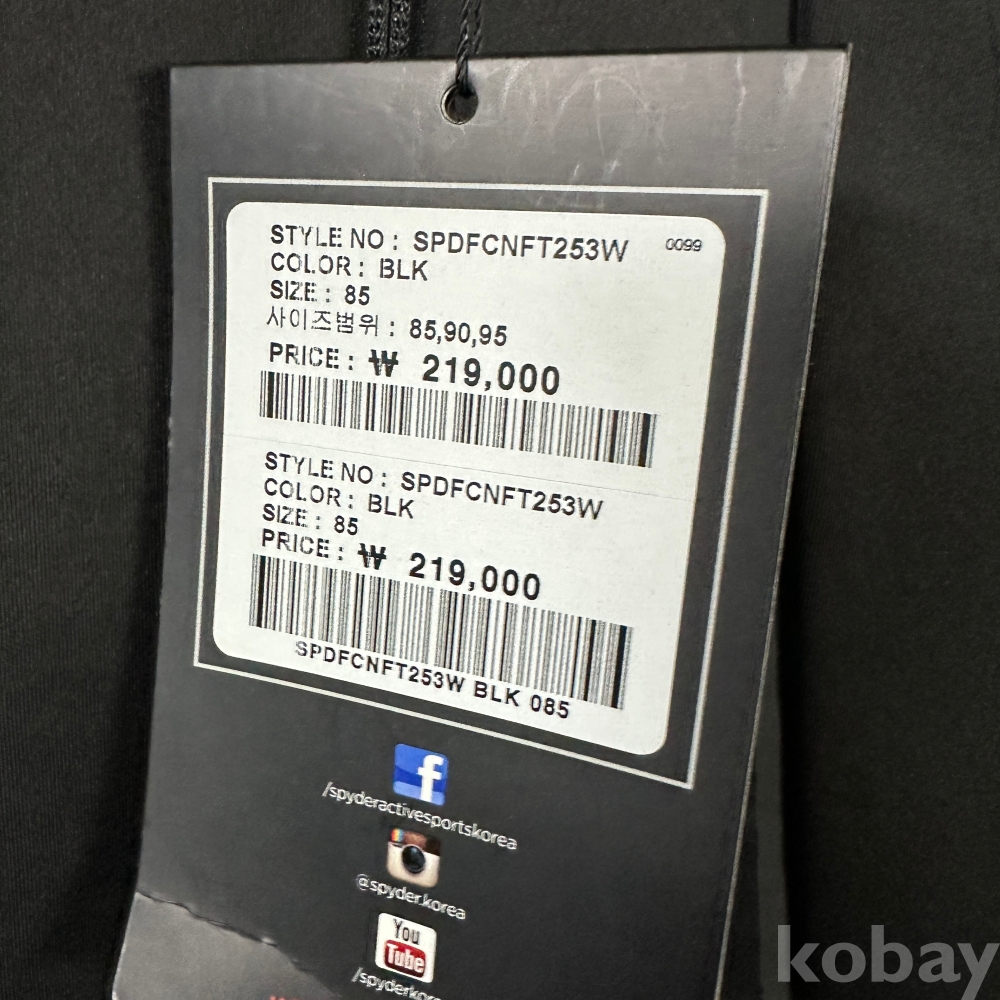 STYLE NO : SPDFCNFT253W 0099
COLOR : BLK
SIZE : 85
사이즈범위 : 85,90,95
PRICE : ₩ 219,000
STYLE NO : SPDFCNFT253W
COLOR : BLK
SIZE : 85
PRICE : ₩ 219,000
SPDFCNFT253W BLK 085
f
/spyderactivesportskorea
@spyder.korea
You
Tube
kobay